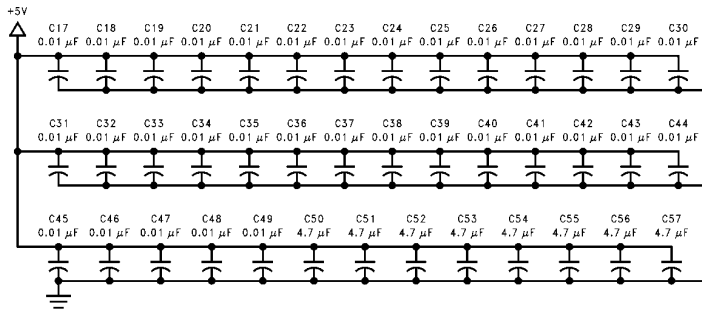 +5V
C17 C18 C19 C20 C21 C22 C23 C24 C25 C26 C27 C28 C29 C30
0.01 µF 0.01 µF 0.01 µF 0.01 µF 0.01 µF 0.01 µF 0.01 µF 0.01 µF 0.01 µF 0.01 µF 0.01 µF 0.01 µF 0.01 µF 0.01 µF
C31 C32 C33 C34 C35 C36 C37 C38 C39 C40 C41 C42 C43 C44
0.01 µF 0.01 µF 0.01 µF 0.01 µF 0.01 µF 0.01 µF 0.01 µF 0.01 µF 0.01 µF 0.01 µF 0.01 µF 0.01 µF 0.01 µF 0.01 µF
C45 C46 C47 C48 C49 C50 C51 C52 C53 C54 C55 C56 C57
0.01 µF 0.01 µF 0.01 µF 0.01 µF 0.01 µF 4.7 µF 4.7 µF 4.7 µF 4.7 µF 4.7 µF 4.7 µF 4.7 µF 4.7 µF